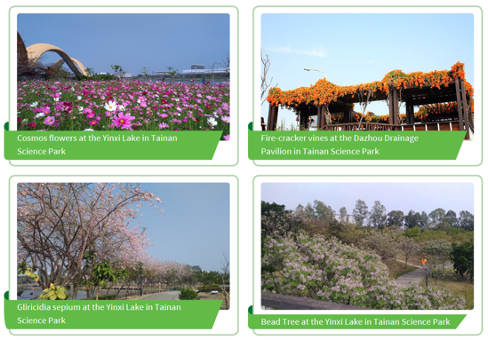 Cosmos flowers at the Yinxi Lake in Tainan
Science Park
Fire-cracker vines at the Dazhou Drainage
Pavilion in Tainan Science Park
Gliricidia sepium at the Yinxi Lake in Tainan
Science Park
Bead Tree at the Yinxi Lake in Tainan Science Park